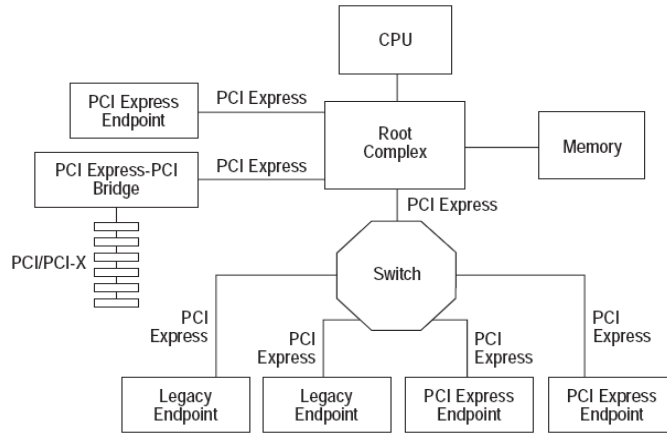 CPU
PCI Express
Endpoint
PCI Express
Root
Complex
Memory
PCI Express-PCI
Bridge
PCI Express
PCI Express
PCI/PCI-X
Switch
PCI
Express
PCI
Express
PCI
Express
PCI
Express
Legacy
Endpoint
Legacy
Endpoint
PCI Express
Endpoint
PCI Express
Endpoint